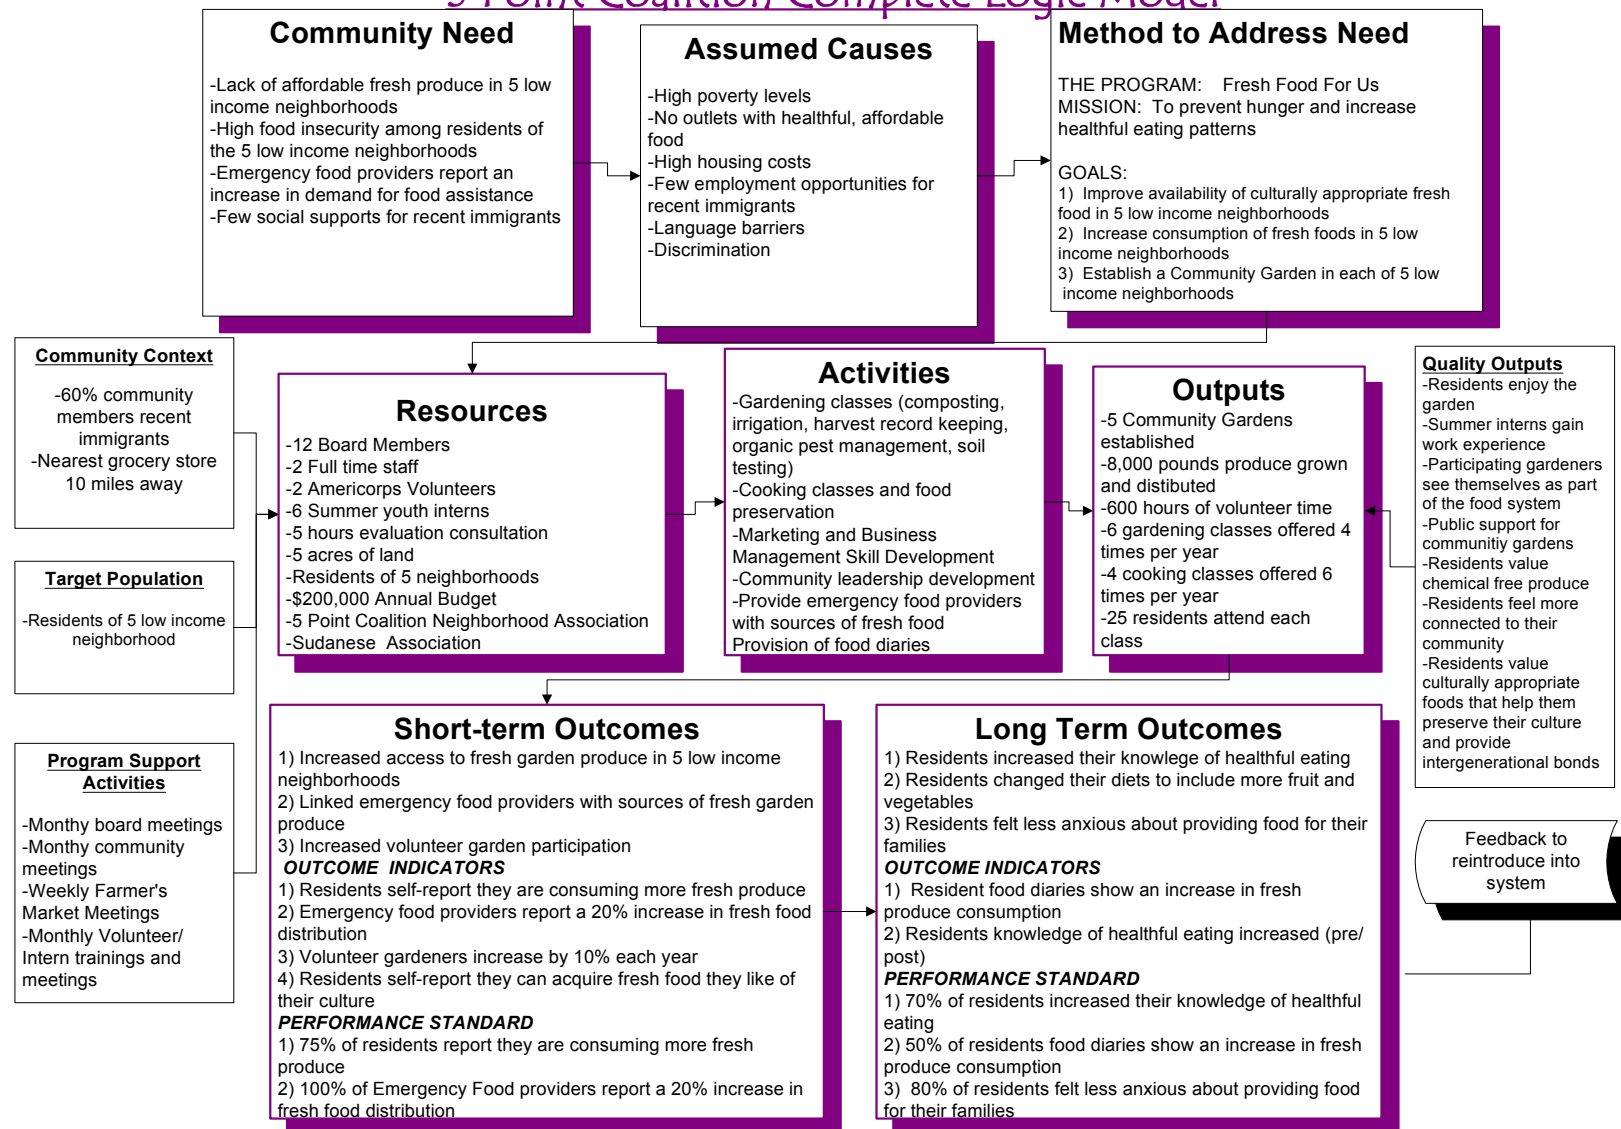 5 Point Coalition Complete Logic Model
Community Need
-Lack of affordable fresh produce in 5 low
income neighborhoods
-High food insecurity among residents of
the 5 low income neighborhoods
-Emergency food providers report an
increase in demand for food assistance
-Few social supports for recent immigrants
Assumed Causes
-High poverty levels
-No outlets with healthful, affordable
food
-High housing costs
-Few employment opportunities for
recent immigrants
-Language barriers
-Discrimination
Method to Address Need
THE PROGRAM: Fresh Food For Us
MISSION: To prevent hunger and increase
healthful eating patterns
GOALS:
1) Improve availability of culturally appropriate fresh
food in 5 low income neighborhoods
2) Increase consumption of fresh foods in 5 low
income neighborhoods
3) Establish a Community Garden in each of 5 low
income neighborhoods
Community Context
-60% community
members recent
immigrants
-Nearest grocery store
10 miles away
Target Population
-Residents of 5 low income
neighborhood
Program Support
Activities
-Monthy board meetings
-Monthy community
meetings
-Weekly Farmer's
Market Meetings
-Monthly Volunteer/
Intern trainings and
meetings
Resources
-12 Board Members
-2 Full time staff
-2 Americorps Volunteers
-6 Summer youth interns
-5 hours evaluation consultation
-5 acres of land
-Residents of 5 neighborhoods
-$200,000 Annual Budget
-5 Point Coalition Neighborhood Association
-Sudanese Association
Activities
-Gardening classes (composting,
irrigation, harvest record keeping,
organic pest management, soil
testing)
-Cooking classes and food
preservation
-Marketing and Business
Management Skill Development
-Community leadership development
-Provide emergency food providers
with sources of fresh food
Provision of food diaries
Outputs
-5 Community Gardens
established
-8,000 pounds produce grown
and distibuted
-600 hours of volunteer time
-6 gardening classes offered 4
times per year
-4 cooking classes offered 6
times per year
-25 residents attend each
class
Quality Outputs
-Residents enjoy the
garden
-Summer interns gain
work experience
-Participating gardeners
see themselves as part
of the food system
-Public support for
communitiy gardens
-Residents value
chemical free produce
-Residents feel more
connected to their
community
-Residents value
culturally appropriate
foods that help them
preserve their culture
and provide
intergenerational bonds
Short-term Outcomes
1) Increased access to fresh garden produce in 5 low income
neighborhoods
2) Linked emergency food providers with sources of fresh garden
produce
3) Increased volunteer garden participation
OUTCOME INDICATORS
1) Residents self-report they are consuming more fresh produce
2) Emergency food providers report a 20% increase in fresh food
distribution
3) Volunteer gardeners increase by 10% each year
4) Residents self-report they can acquire fresh food they like of
their culture
PERFORMANCE STANDARD
1) 75% of residents report they are consuming more fresh
produce
2) 100% of Emergency Food providers report a 20% increase in
fresh food distribution
Long Term Outcomes
1) Residents increased their knowlege of healthful eating
2) Residents changed their diets to include more fruit and
vegetables
3) Residents felt less anxious about providing food for their
families
OUTCOME INDICATORS
1) Resident food diaries show an increase in fresh
produce consumption
2) Residents knowledge of healthful eating increased (pre/
post)
PERFORMANCE STANDARD
1) 70% of residents increased their knowledge of healthful
eating
2) 50% of residents food diaries show an increase in fresh
produce consumption
3) 80% of residents felt less anxious about providing food
for their families
Feedback to
reintroduce into
system